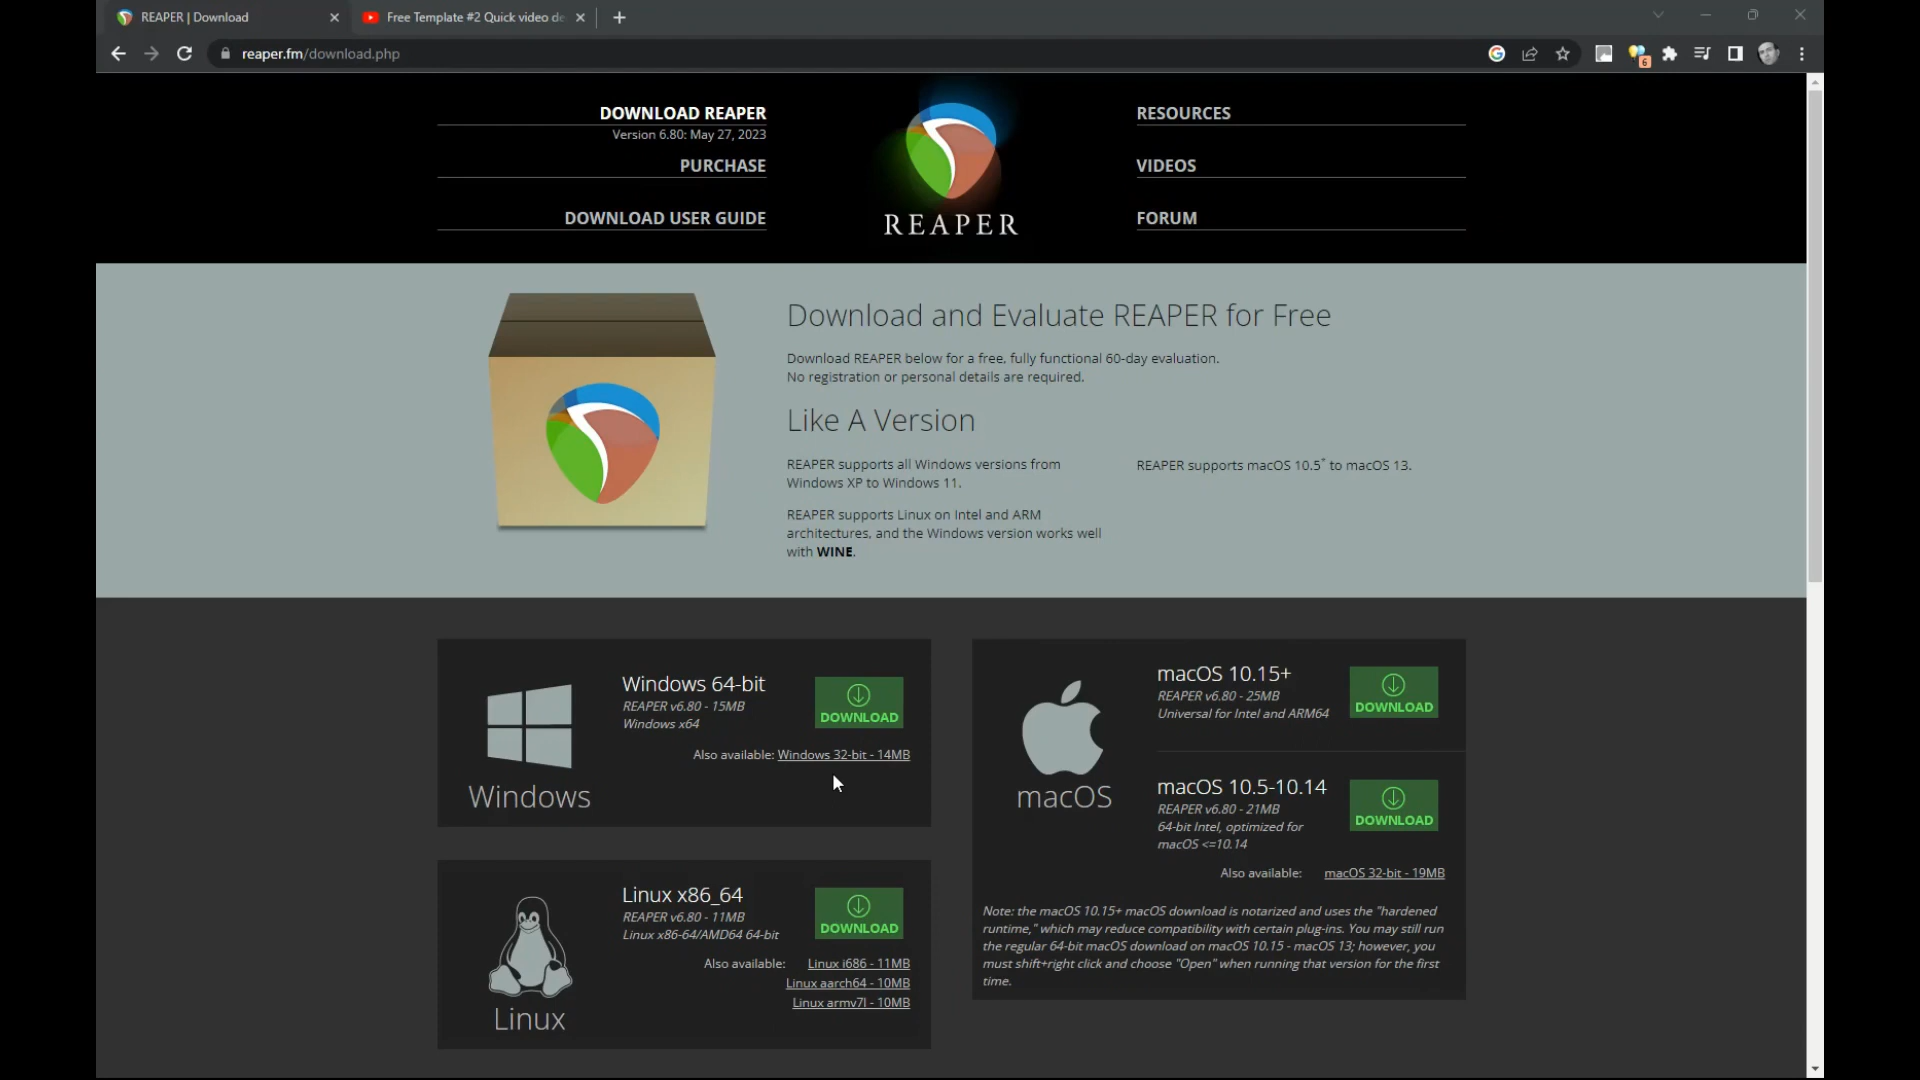 REAPER | Download
Free Template #2 Quick video de
reaper.fm/download.php
6
DOWNLOAD REAPER
Version 6.80: May 27, 2023
PURCHASE
DOWNLOAD USER GUIDE
REAPER
RESOURCES
VIDEOS
FORUM
Download and Evaluate REAPER for Free
Download REAPER below for a free, fully functional 60-day evaluation.
No registration or personal details are required.
Like A Version
REAPER supports all Windows versions from
Windows XP to Windows 11.
REAPER supports Linux on Intel and ARM
architectures, and the Windows version works well
with WINE.
REAPER supports macOS 10.5* to macOS 13.
Windows
Windows 64-bit
REAPER v6.80 - 15MB
Windows x64
DOWNLOAD
Also available: Windows 32-bit - 14MB
Linux
Linux x86_64
REAPER v6.80 - 11MB
Linux x86-64/AMD64 64-bit
DOWNLOAD
Also available: Linux i686 - 11MB
Linux aarch64 - 10MB
Linux armv7l - 10MB
macOS
macOS 10.15+
REAPER v6.80 - 25MB
Universal for Intel and ARM64
DOWNLOAD
macOS 10.5-10.14
REAPER v6.80 - 21MB
64-bit Intel, optimized for
macOS <=10.14
DOWNLOAD
Also available: macOS 32-bit - 19MB
Note: the macOS 10.15+ macOS download is notarized and uses the "hardened
runtime," which may reduce compatibility with certain plug-ins. You may still run
the regular 64-bit macOS download on macOS 10.15 - macOS 13; however, you
must shift+right click and choose "Open" when running that version for the first
time.